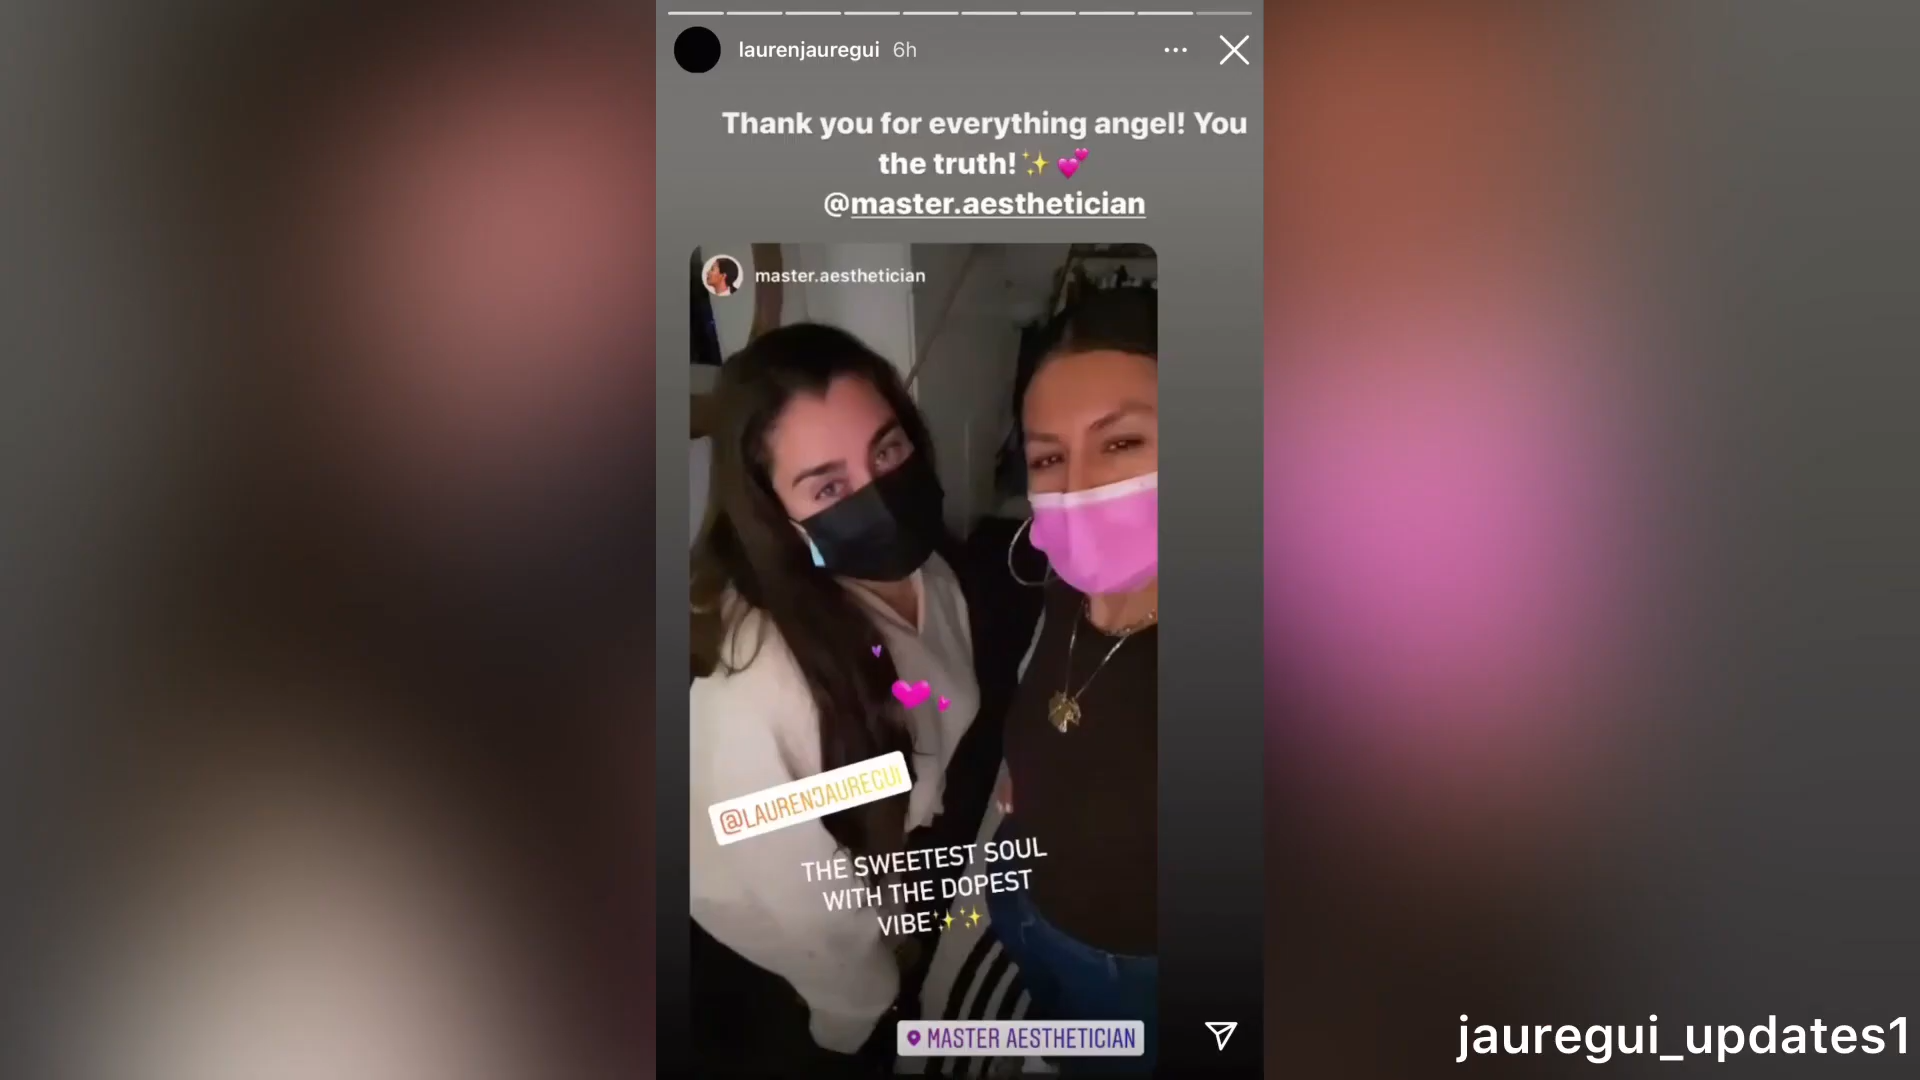 laurenjauregui 6h
Thank you for everything angel! You
the truth!✨💕
@master.aesthetician
master.aesthetician
@LAURENJAUREGUI
THE SWEETEST SOUL
WITH THE DOPEST
VIBE✨✨
MASTER AESTHETICIAN
jauregui_updates1